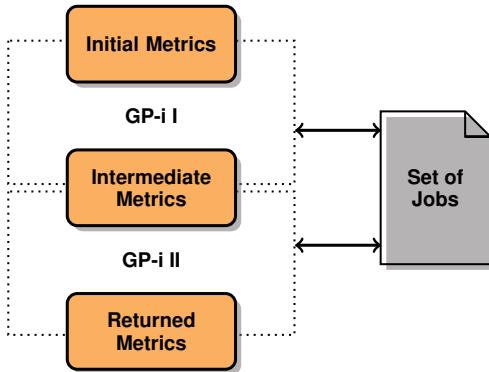 Initial Metrics
GP-i I
Intermediate
Metrics
Set of
Jobs
GP-i II
Returned
Metrics